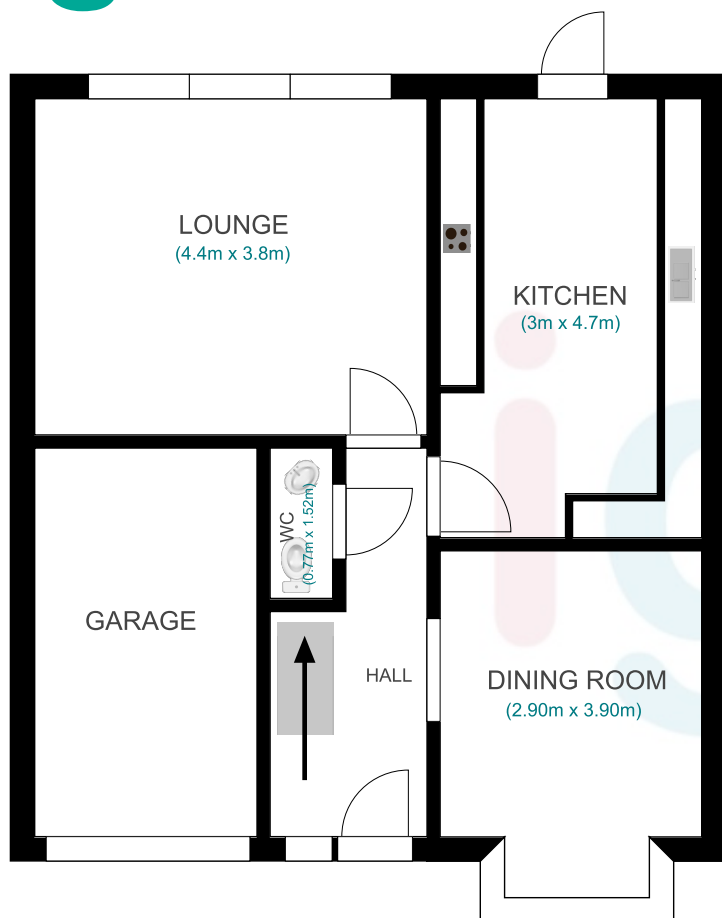 LOUNGE
(4.4m x 3.8m)
KITCHEN
(3m x 4.7m)
WC
(0.77m x 1.52m)
GARAGE
HALL
DINING ROOM
(2.90m x 3.90m)